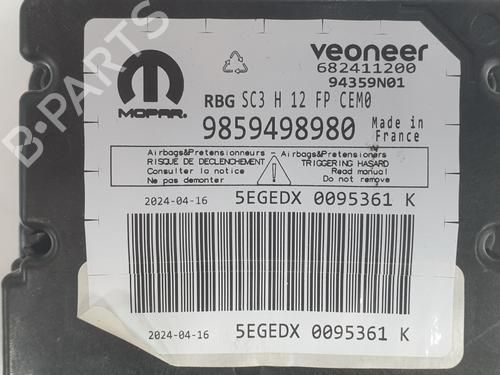 veoneer
682411200
94359N01
MOPAR.
RBG SC3 H 12 FP CEM0
9859498980
Made in
France
Airbags&Pretensionneurs - Airbags&Pretensioners
RISQUE DE DECLENCHEMENT
TRIGGERING HASARD
Consulter la notice
Read manual
Ne pas demonter
Do not remove
2024-04-16 5EGEDX 0095361 K
2024-04-16 5EGEDX 0095361 K
B-PARTS